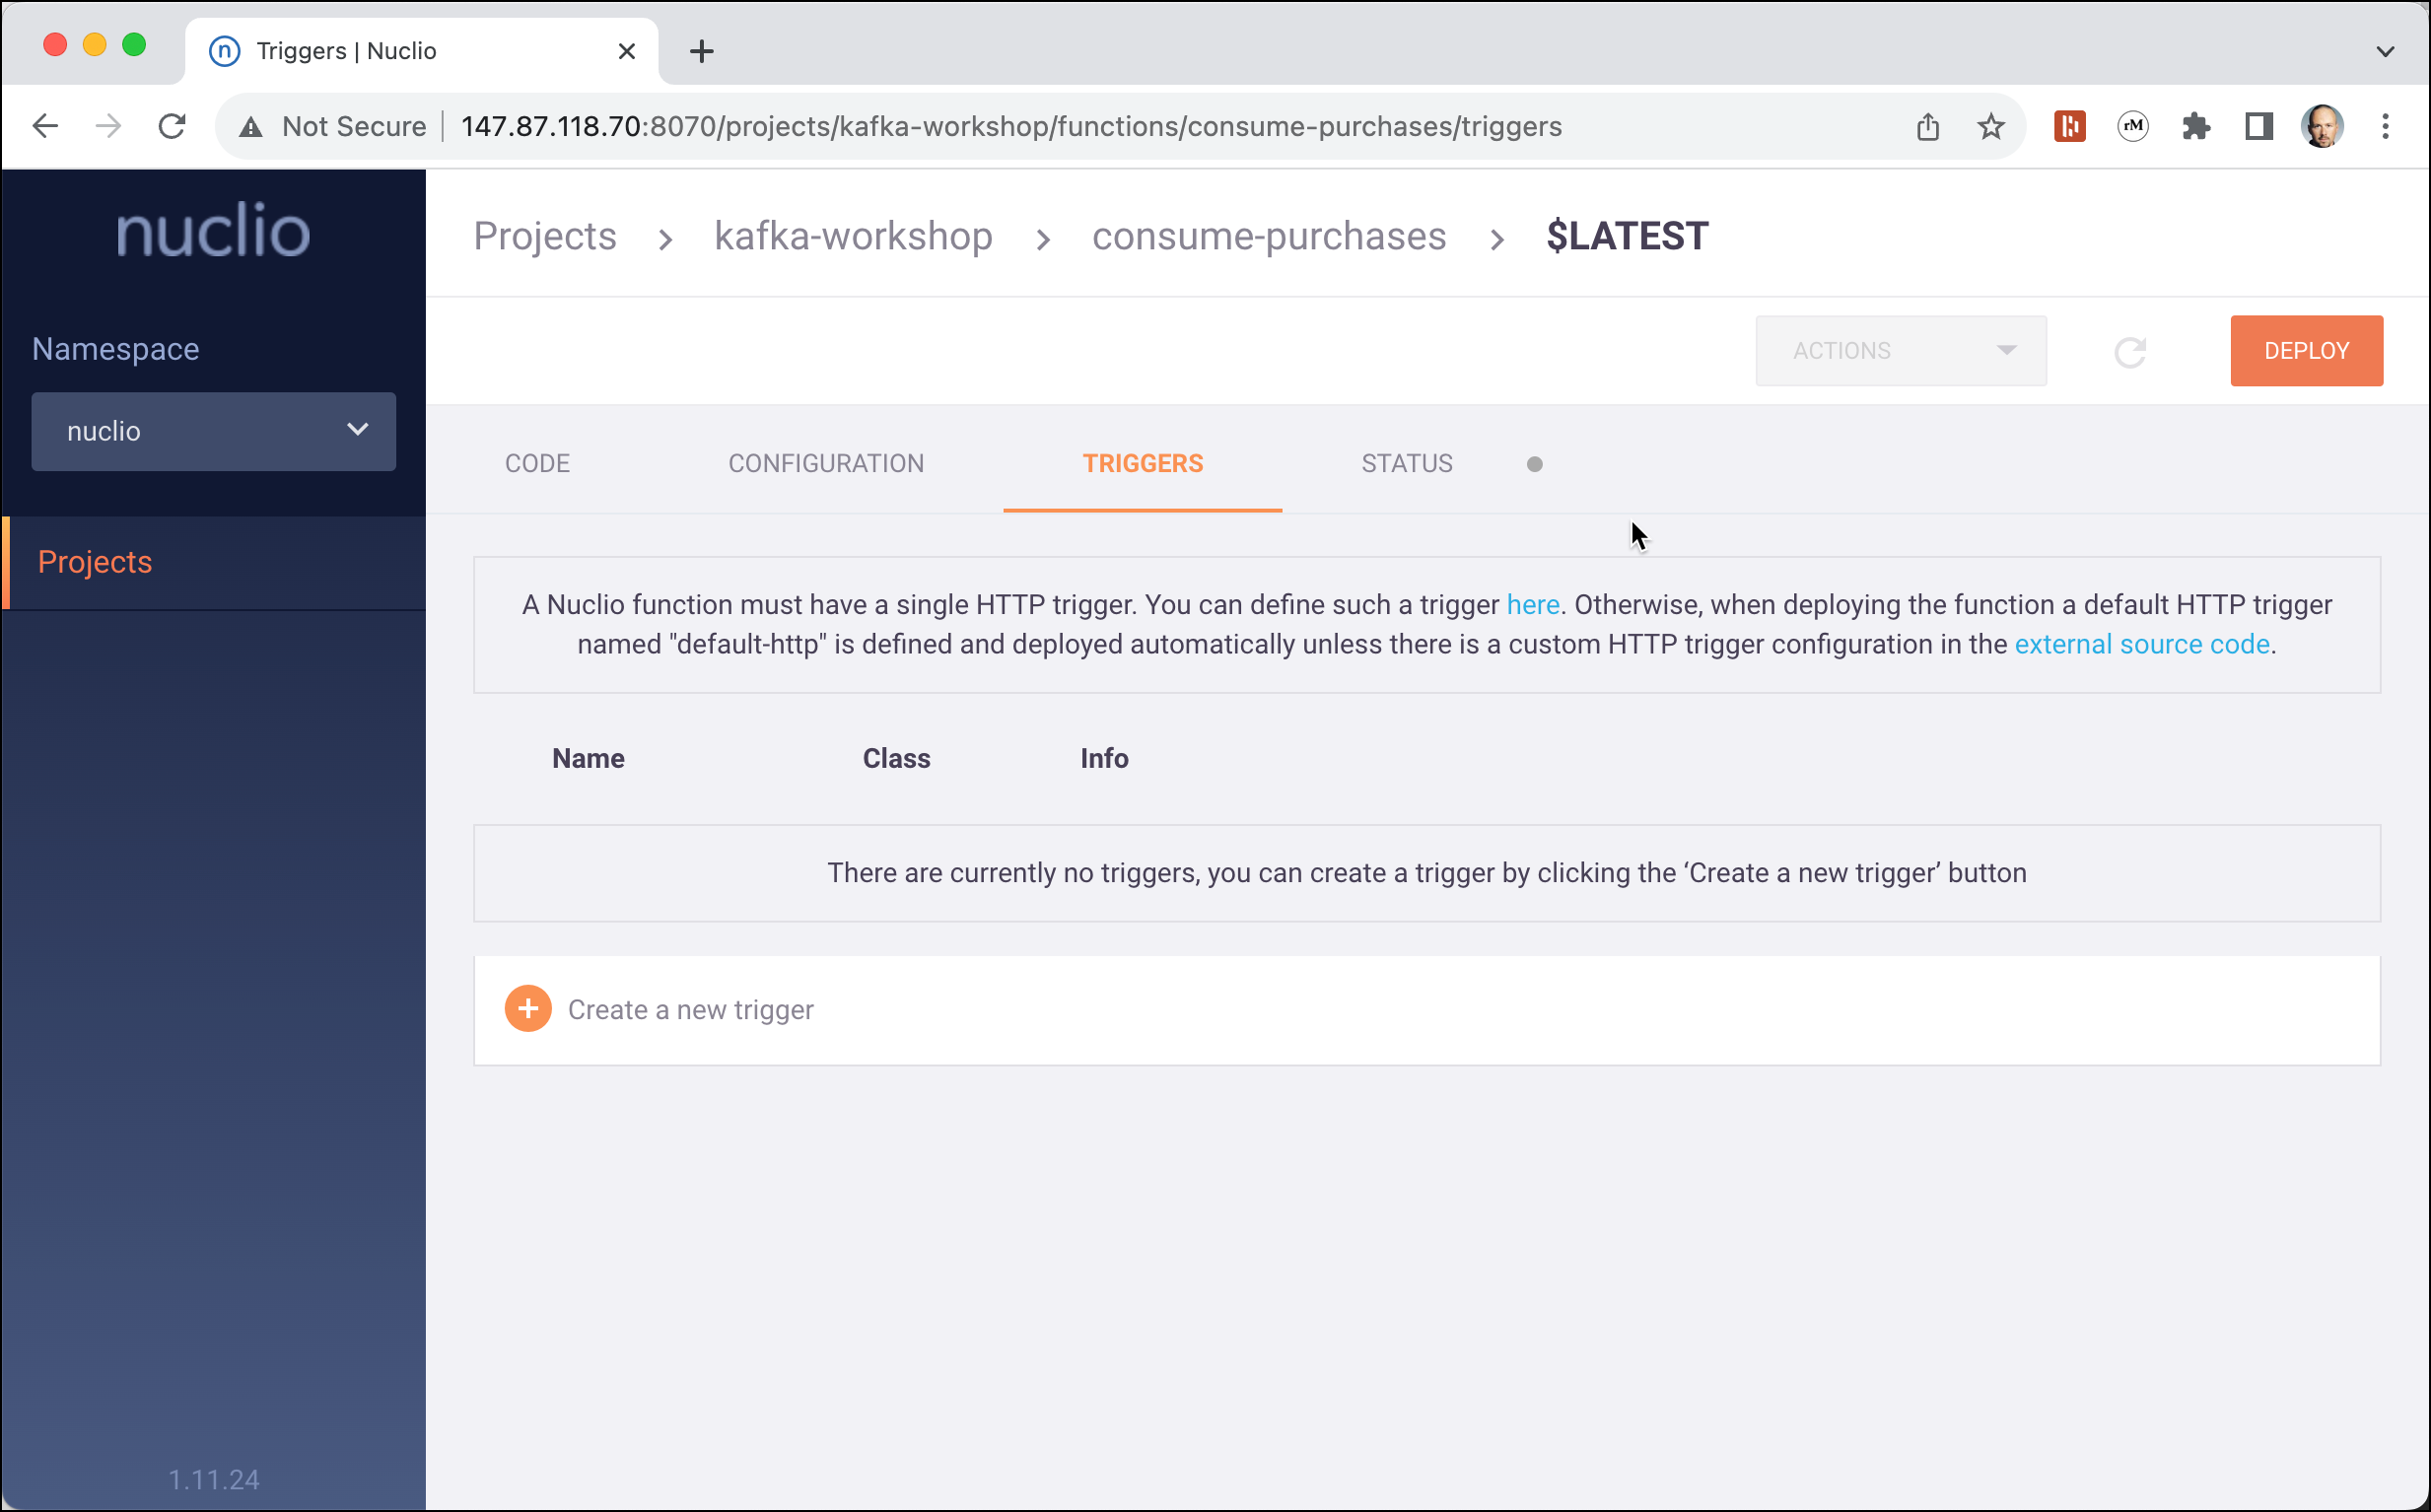 Triggers | Nuclio
Not Secure
147.87.118.70:8070/projects/kafka-workshop/functions/consume-purchases/triggers
rM
nuclio
Projects > kafka-workshop > consume-purchases > $LATEST
Namespace
nuclio
ACTIONS
DEPLOY
CODE
CONFIGURATION
TRIGGERS
STATUS
Projects
A Nuclio function must have a single HTTP trigger. You can define such a trigger here. Otherwise, when deploying the function a default HTTP trigger
named "default-http" is defined and deployed automatically unless there is a custom HTTP trigger configuration in the external source code.
Name Class Info
There are currently no triggers, you can create a trigger by clicking the ‘Create a new trigger’ button
Create a new trigger
1.11.24